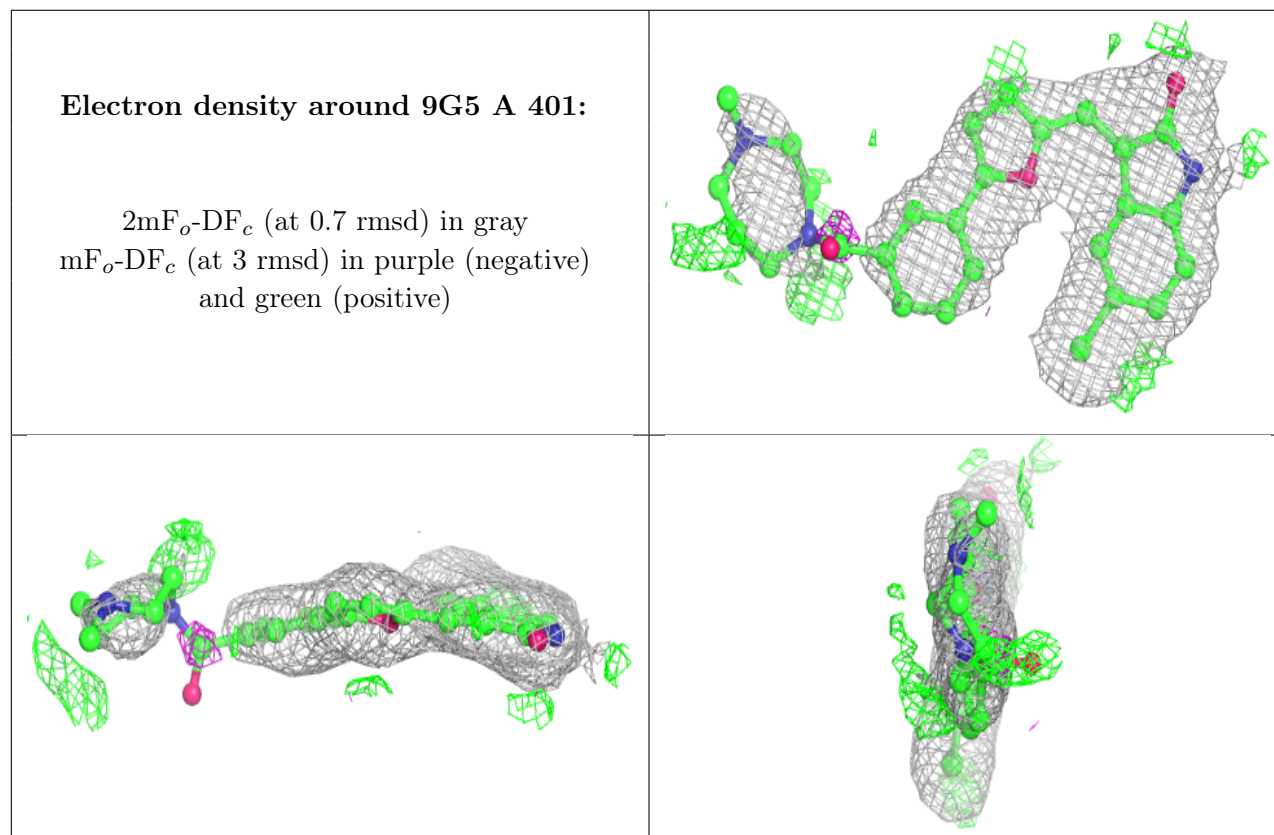 Electron density around 9G5 A 401:
2mFo-DFc (at 0.7 rmsd) in gray
mFo-DFc (at 3 rmsd) in purple (negative)
and green (positive)